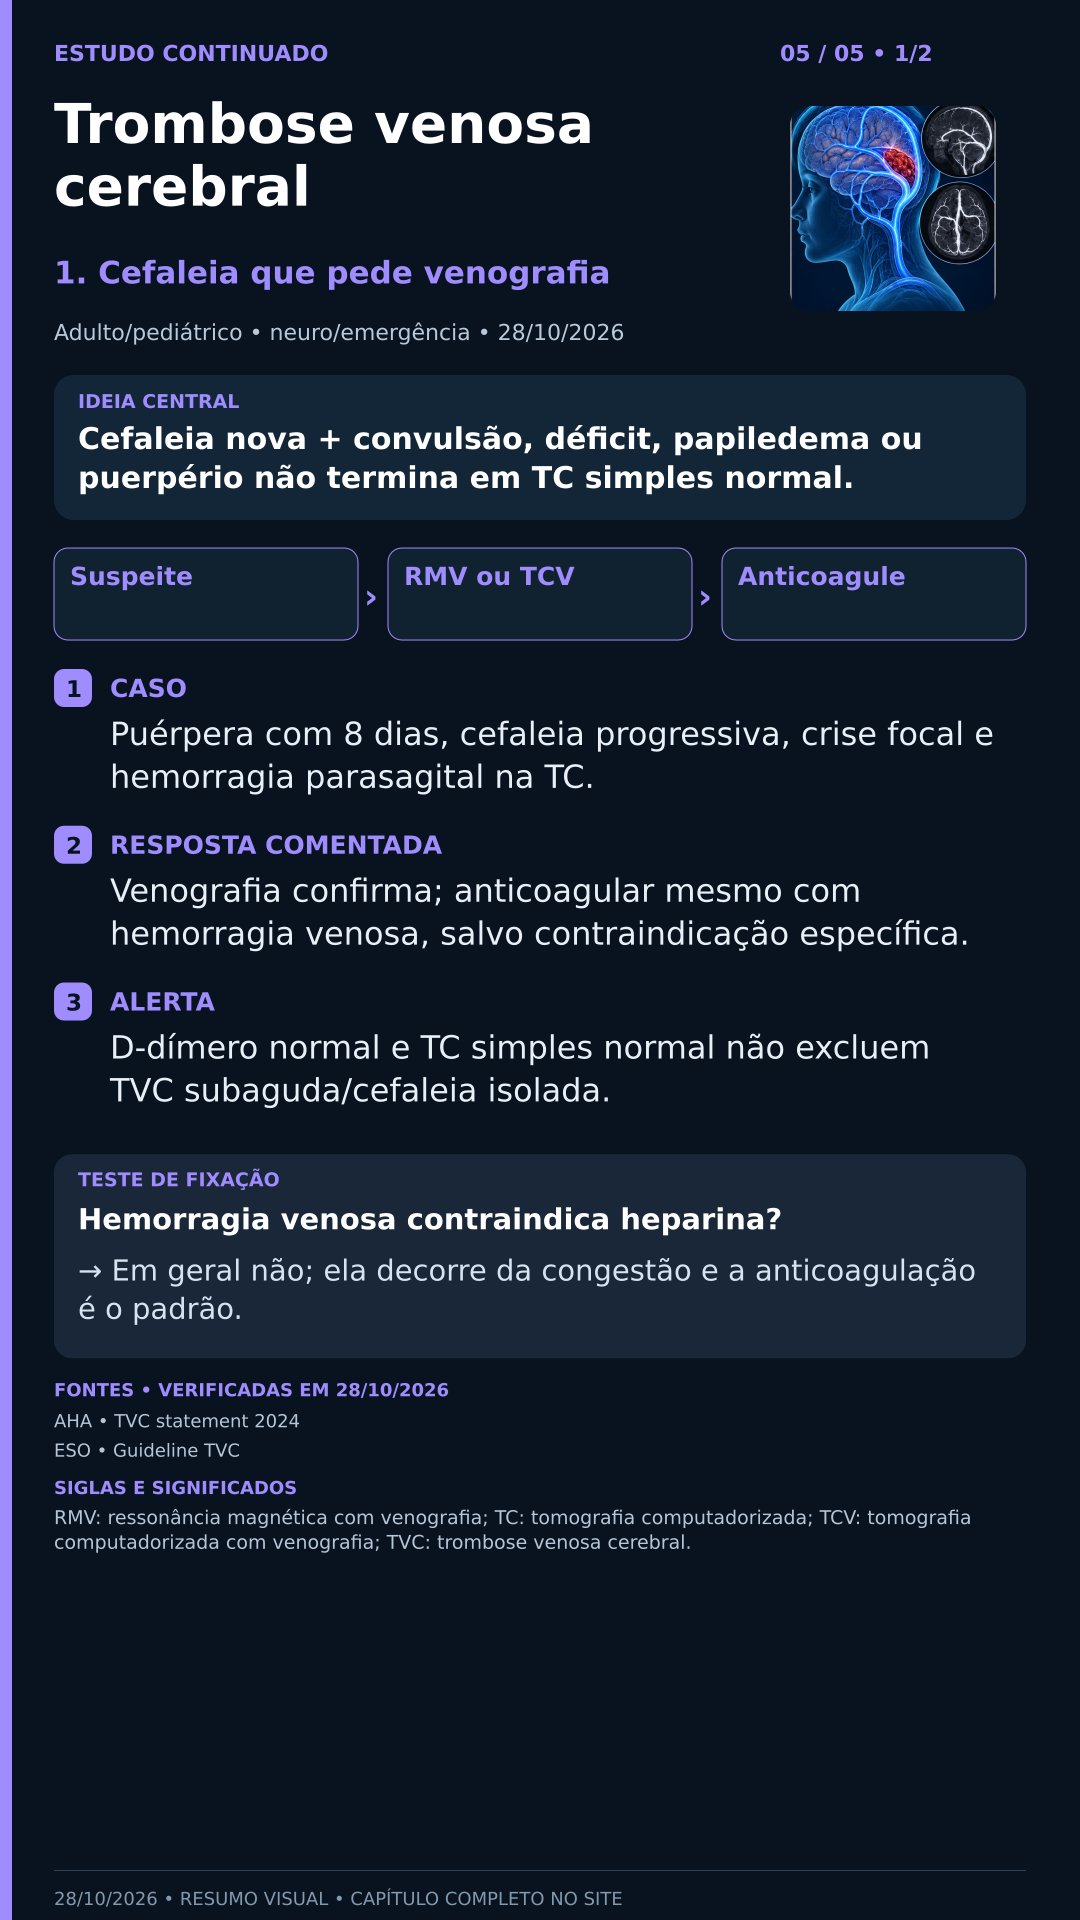 ESTUDO CONTINUADO
05 / 05 • 1/2
Trombose venosa
cerebral
1. Cefaleia que pede venografia
Adulto/pediátrico • neuro/emergência • 28/10/2026
IDEIA CENTRAL
Cefaleia nova + convulsão, déficit, papiledema ou
puerpério não termina em TC simples normal.
Suspeite
›
RMV ou TCV
›
Anticoagule
1 CASO
Puérpera com 8 dias, cefaleia progressiva, crise focal e
hemorragia parasagital na TC.
2 RESPOSTA COMENTADA
Venografia confirma; anticoagular mesmo com
hemorragia venosa, salvo contraindicação específica.
3 ALERTA
D-dímero normal e TC simples normal não excluem
TVC subaguda/cefaleia isolada.
TESTE DE FIXAÇÃO
Hemorragia venosa contraindica heparina?
→ Em geral não; ela decorre da congestão e a anticoagulação
é o padrão.
FONTES • VERIFICADAS EM 28/10/2026
AHA • TVC statement 2024
ESO • Guideline TVC
SIGLAS E SIGNIFICADOS
RMV: ressonância magnética com venografia; TC: tomografia computadorizada; TCV: tomografia
computadorizada com venografia; TVC: trombose venosa cerebral.
28/10/2026 • RESUMO VISUAL • CAPÍTULO COMPLETO NO SITE